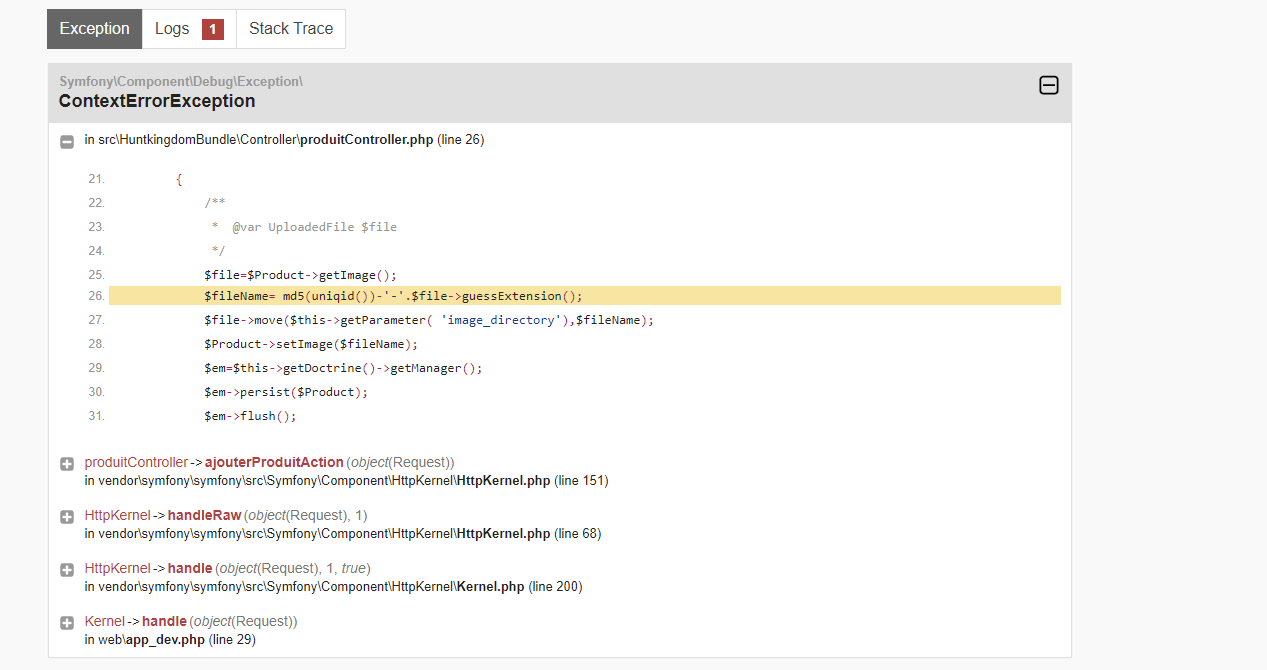 Exception Logs 1 Stack Trace
Symfony\Component\Debug\Exception\
ContextErrorException
in src\HuntkingdomBundle\Controller\produitController.php (line 26)
21. {
22. /**
23. * @var UploadedFile $file
24. */
25. $file=$Product->getImage();
26. $fileName= md5(uniqid())-'-'.$file->guessExtension();
27. $file->move($this->getParameter( 'image_directory'),$fileName);
28. $Product->setImage($fileName);
29. $em=$this->getDoctrine()->getManager();
30. $em->persist($Product);
31. $em->flush();
produitController->ajouterProduitAction(object(Request))
in vendor\symfony\symfony\src\Symfony\Component\HttpKernel\HttpKernel.php (line 151)
HttpKernel->handleRaw(object(Request), 1)
in vendor\symfony\symfony\src\Symfony\Component\HttpKernel\HttpKernel.php (line 68)
HttpKernel->handle(object(Request), 1, true)
in vendor\symfony\symfony\src\Symfony\Component\HttpKernel\Kernel.php (line 200)
Kernel->handle(object(Request))
in web\app_dev.php (line 29)